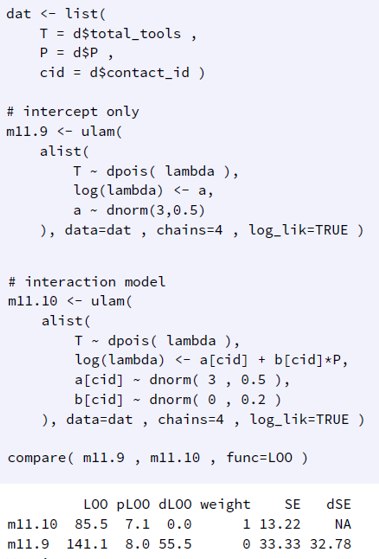 dat <- list(
    T = d$total_tools ,
    P = d$P ,
    cid = d$contact_id )
# intercept only
m11.9 <- ulam(
    alist(
        T ~ dpois( lambda ),
        log(lambda) <- a,
        a ~ dnorm(3,0.5)
    ), data=dat , chains=4 , log_lik=TRUE )
# interaction model
m11.10 <- ulam(
    alist(
        T ~ dpois( lambda ),
        log(lambda) <- a[cid] + b[cid]*P,
        a[cid] ~ dnorm( 3 , 0.5 ),
        b[cid] ~ dnorm( 0 , 0.2 )
    ), data=dat , chains=4 , log_lik=TRUE )
compare( m11.9 , m11.10 , func=LOO )
         LOO pLOO dLOO weight    SE   dSE
m11.10  85.5  7.1  0.0      1 13.22    NA
m11.9  141.1  8.0 55.5      0 33.33 32.78